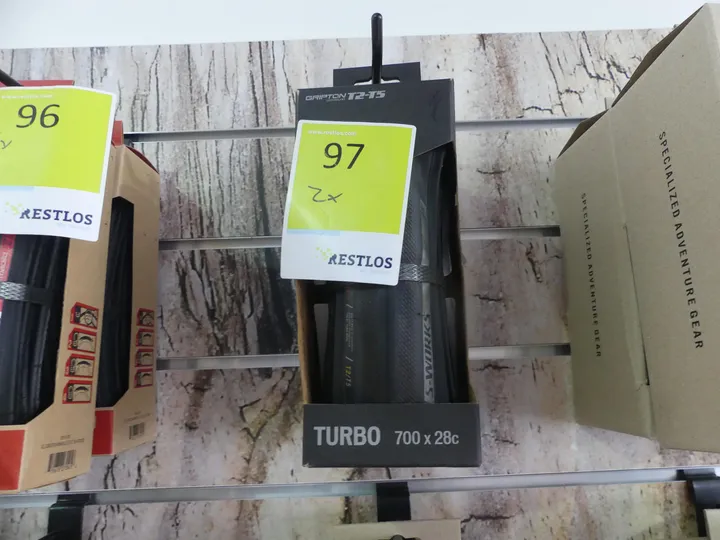 96
RESTLOS
GRIPTON T2-T5
97
2x
RESTLOS
S-WORKS
T2/T5
TURBO 700 x 28c
SPECIALIZED ADVENTURE GEAR
SPECIALIZED ADVENTURE GEAR